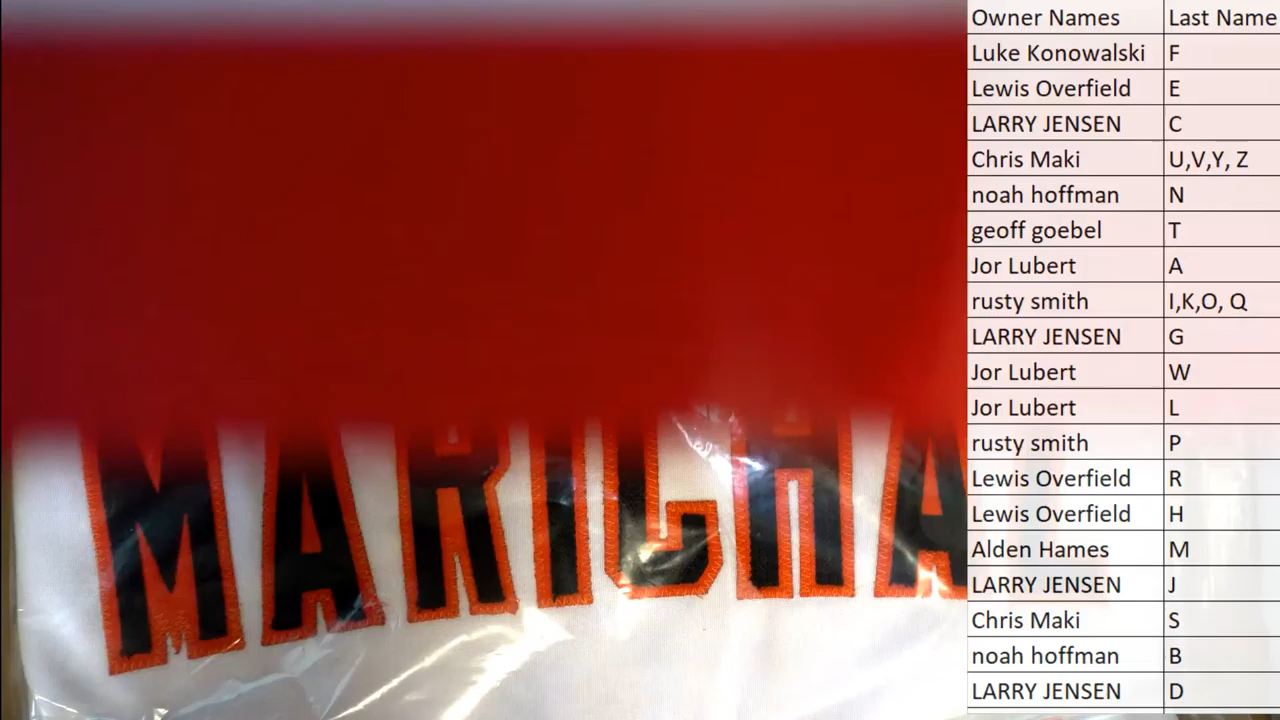 MARICHA
Owner Names Last Name
Luke Konowalski F
Lewis Overfield E
LARRY JENSEN C
Chris Maki U,V,Y, Z
noah hoffman N
geoff goebel T
Jor Lubert A
rusty smith I,K,O, Q
LARRY JENSEN G
Jor Lubert W
Jor Lubert L
rusty smith P
Lewis Overfield R
Lewis Overfield H
Alden Hames M
LARRY JENSEN J
Chris Maki S
noah hoffman B
LARRY JENSEN D